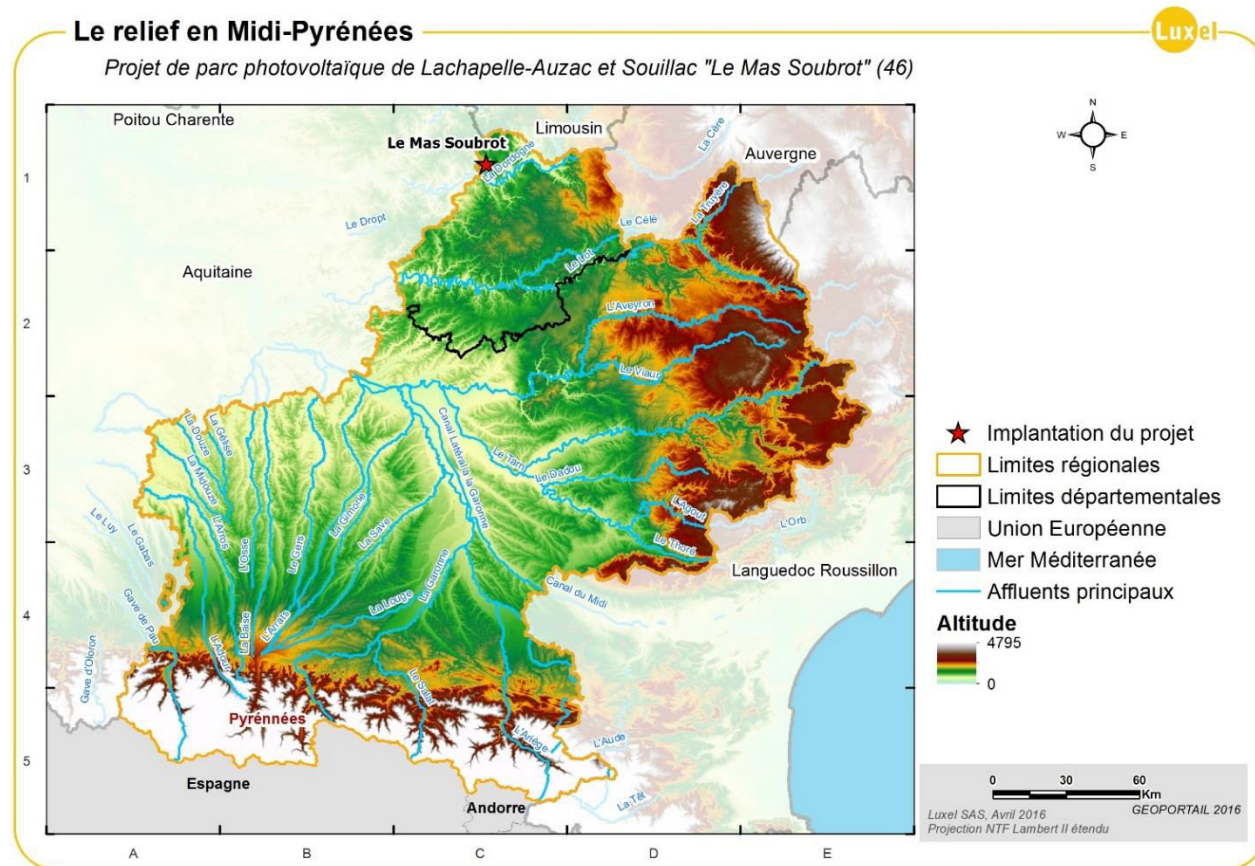 Le relief en Midi-Pyrénées
Luxel
Projet de parc photovoltaïque de Lachapelle-Auzac et Souillac "Le Mas Soubrot" (46)
Poitou Charente
Limousin
Le Mas Soubrot
La Dordogne
La Cère
Auvergne
N
W
E
S
1
Le Dropt
Le Célé
La Truyère
Aquitaine
Le Lot
2
L'Aveyron
Le Viaur
La Douze
La Gélise
Canal Latéral à la Garonne
3
Le Tarn
Le Dadou
La Midouze
L'Arros
L'Osse
La Baïse
Le Gers
La Gimone
La Save
L'Agout
L'Orb
Le Luy
Le Gabas
Le Thoré
Languedoc Roussillon
La Garonne
Canal du Midi
4
Gave de Pau
La Louge
L'Arrats
L'Adour
Gave d'Oloron
Le Salat
Pyrénnées
L'Ariège
L'Aude
5
Espagne
Andorre
La Têt
A
B
C
D
E
Implantation du projet
Limites régionales
Limites départementales
Union Européenne
Mer Méditerranée
Affluents principaux
Altitude
4795
0
0 30 60
Km
GEOPORTAIL 2016
Luxel SAS, Avril 2016
Projection NTF Lambert II étendu